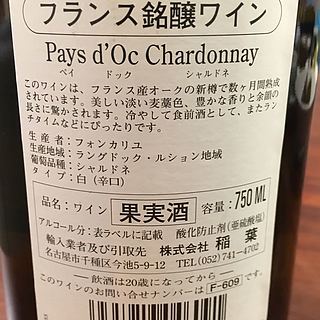 フランス銘醸ワイン
Pays d'Oc Chardonnay
ペイ ドック シャルドネ
このワインは、フランス産オークの新樽で数ヶ月間熟成
されています。美しい淡い麦藁色、豊かな香りと余韻の
長さに驚かされます。冷やして食前酒として、またラン
チタイムなどにぴったりです。
生産者：フォンカリユ
生産地域：ラングドック・ルション地域
葡萄品種：シャルドネ
タイプ：白（辛口）
品名：ワイン 果実酒 容量：750ML
アルコール分：表ラベルに記載 酸化防止剤（亜硫酸塩）
輸入業者及び引取先 株式会社 稲葉
名古屋市千種区今池5-9-12 TEL(052)741-4702
―飲酒は20歳になってから―
このワインのお問い合せナンバーは F-609 です。